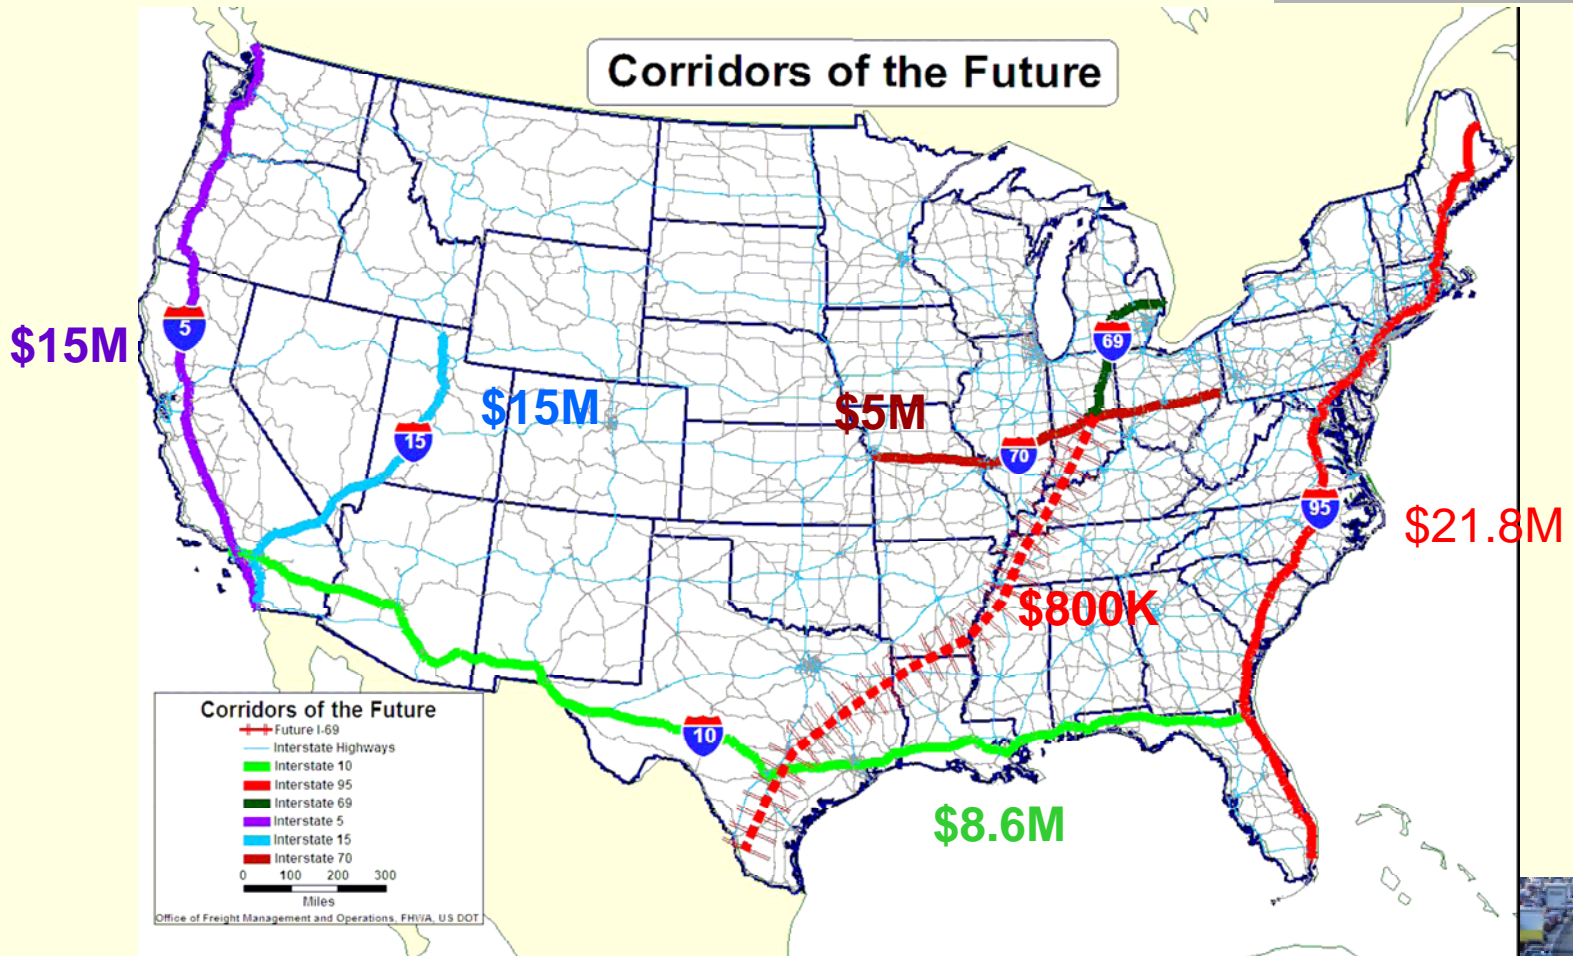 Corridors of the Future
5
$15M
69
15
$15M
$5M
70
95
$21.8M
$800K
10
$8.6M
Corridors of the Future
Future I-69
Interstate Highways
Interstate 10
Interstate 95
Interstate 69
Interstate 5
Interstate 15
Interstate 70
0 100 200 300
Miles
Office of Freight Management and Operations, FHWA, US DOT